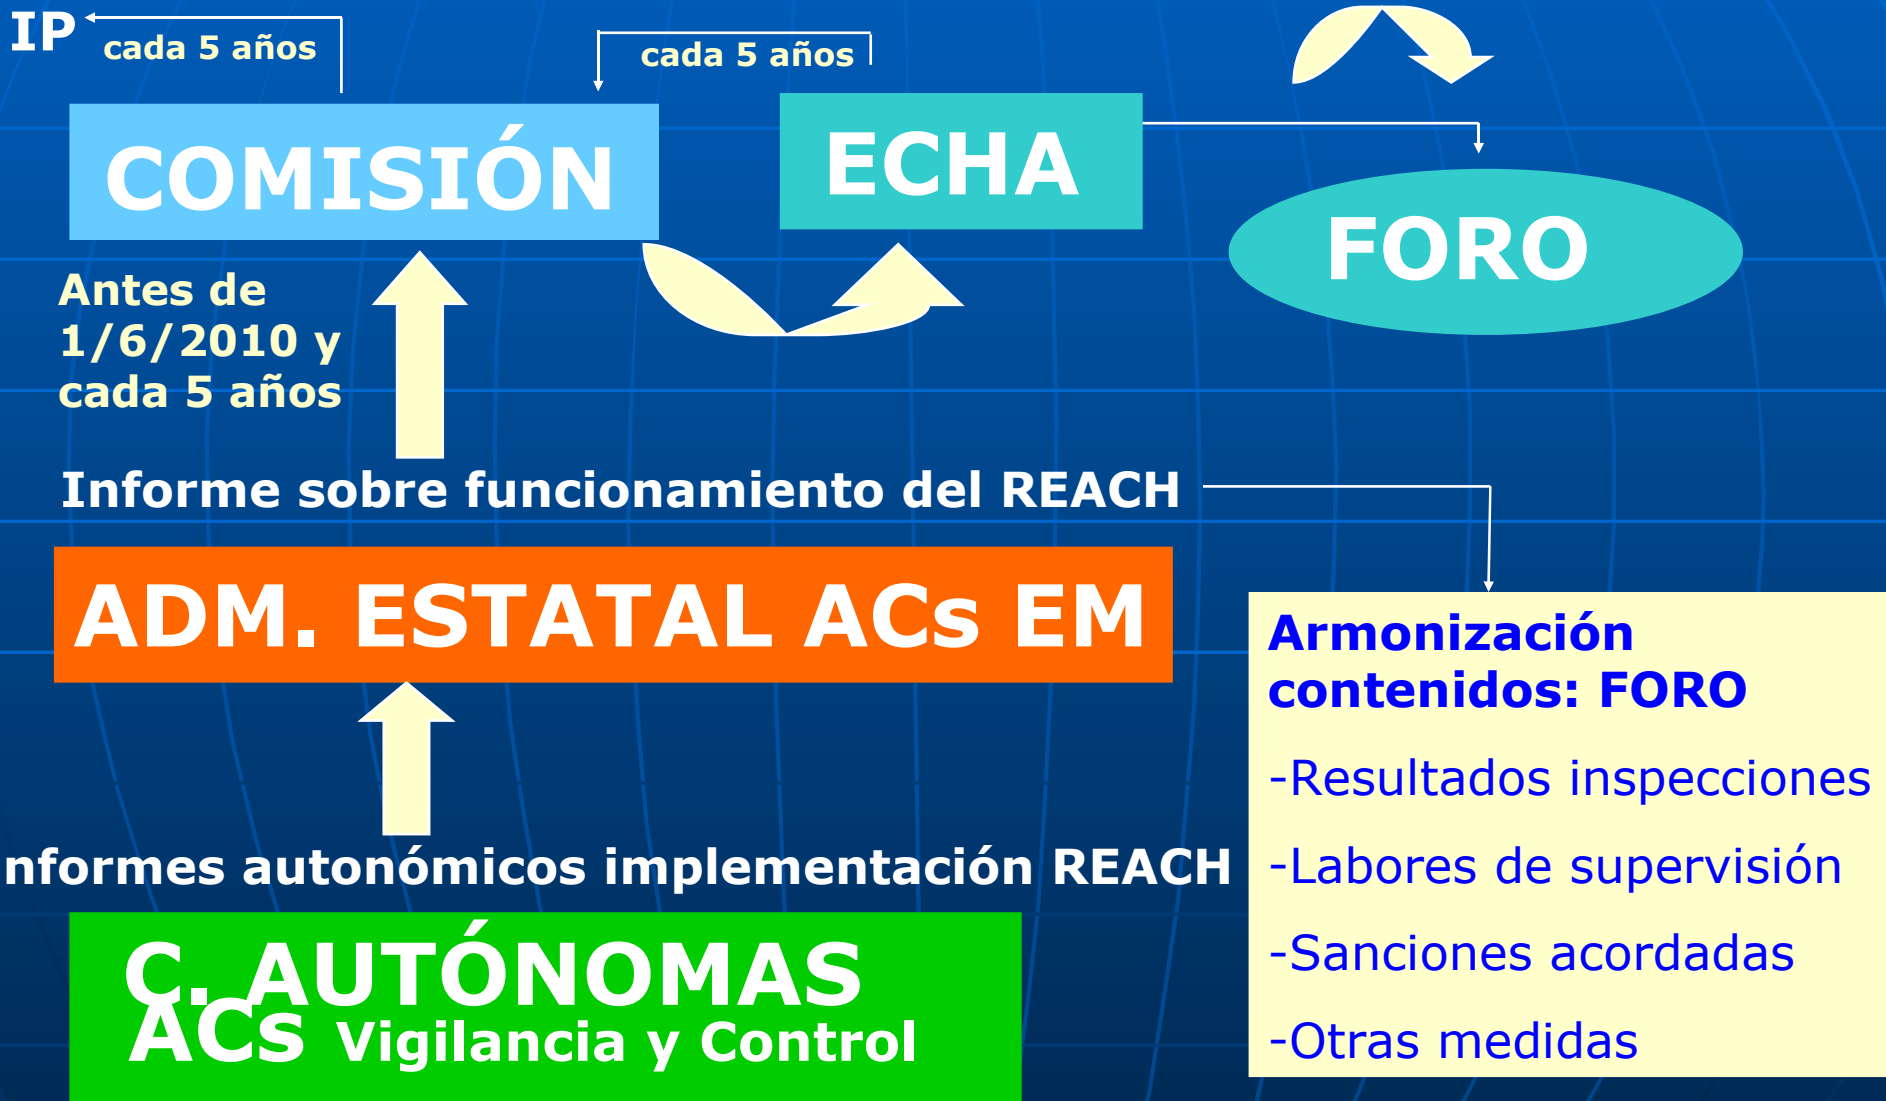 IP
cada 5 años
cada 5 años
COMISIÓN
ECHA
FORO
Antes de
1/6/2010 y
cada 5 años
Informe sobre funcionamiento del REACH
ADM. ESTATAL ACs EM
Armonización
contenidos: FORO
-Resultados inspecciones
-Labores de supervisión
-Sanciones acordadas
-Otras medidas
nformes autonómicos implementación REACH
C. AUTÓNOMAS
ACs Vigilancia y Control